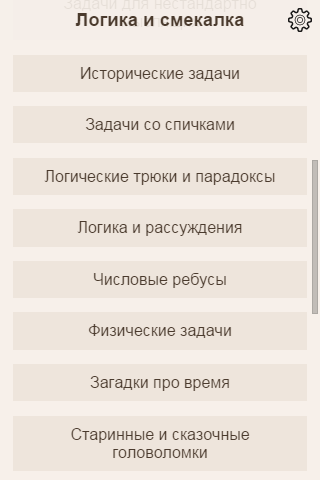 Задачи для нестандартно
Логика и смекалка
Исторические задачи
Задачи со спичками
Логические трюки и парадоксы
Логика и рассуждения
Числовые ребусы
Физические задачи
Загадки про время
Старинные и сказочные
головоломки